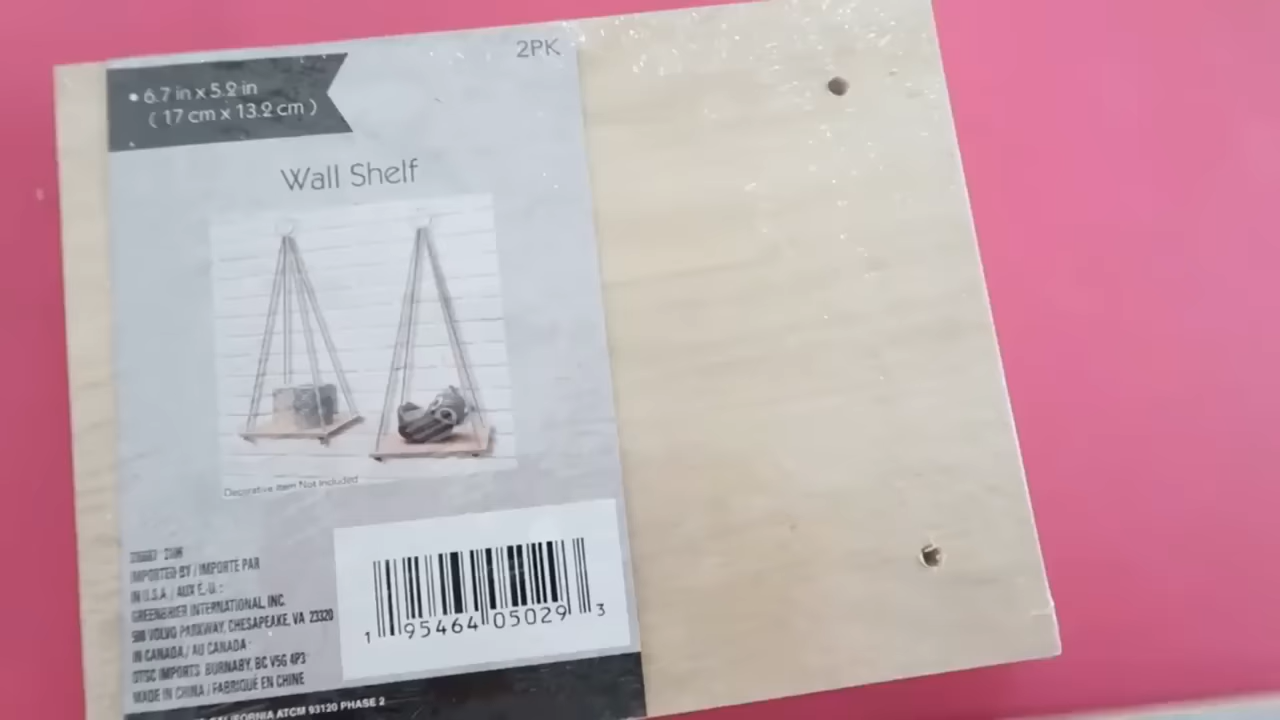 2PK
• 6.7 in x 5.2 in
( 17 cm x 13.2 cm )
Wall Shelf
Decorative Item Not Included
IMPORTED BY / IMPORTÉ PAR
IN U.S.A. / AUX É.-U. :
GREENBRIER INTERNATIONAL, INC.
500 VOLVO PARKWAY, CHESAPEAKE, VA 23320
IN CANADA / AU CANADA :
DTSC IMPORTS BURNABY, BC V5G 4P3
MADE IN CHINA / FABRIQUÉ EN CHINE
1 95464 05029 3
CALIFORNIA ATCM 93120 PHASE 2